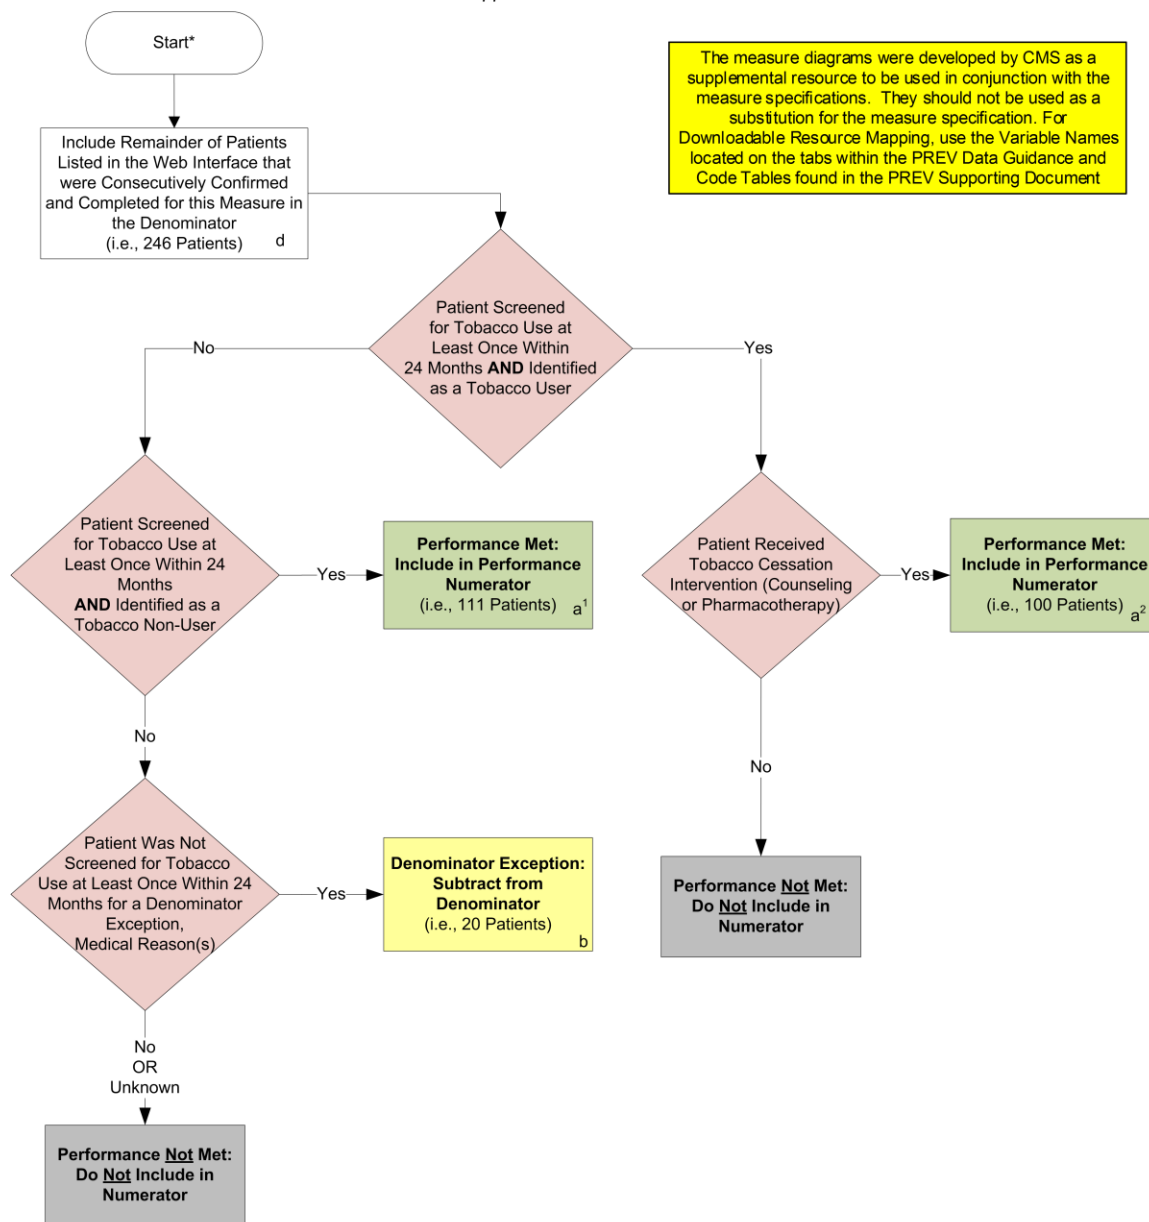 Start*
The measure diagrams were developed by CMS as a
supplemental resource to be used in conjunction with the
measure specifications. They should not be used as a
substitution for the measure specification. For
Downloadable Resource Mapping, use the Variable Names
located on the tabs within the PREV Data Guidance and
Code Tables found in the PREV Supporting Document
Include Remainder of Patients
Listed in the Web Interface that
were Consecutively Confirmed
and Completed for this Measure in
the Denominator
(i.e., 246 Patients)
d
Patient Screened
for Tobacco Use at
Least Once Within
24 Months AND Identified
as a Tobacco User
No
Yes
Patient Screened
for Tobacco Use at
Least Once Within 24
Months
AND Identified as a
Tobacco Non-User
Yes
Performance Met:
Include in Performance
Numerator
(i.e., 111 Patients)
a¹
Patient Received
Tobacco Cessation
Intervention (Counseling
or Pharmacotherapy)
Yes
Performance Met:
Include in Performance
Numerator
(i.e., 100 Patients)
a²
No
No
Patient Was Not
Screened for Tobacco
Use at Least Once Within 24
Months for a Denominator
Exception,
Medical Reason(s)
Yes
Denominator Exception:
Subtract from
Denominator
(i.e., 20 Patients)
b
Performance Not Met:
Do Not Include in
Numerator
No
OR
Unknown
Performance Not Met:
Do Not Include in
Numerator